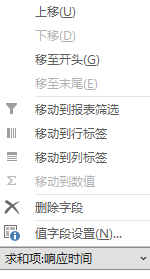 上移(U)
下移(D)
移至开头(G)
移至末尾(E)
移动到报表筛选
移动到行标签
移动到列标签
Σ 移动到数值
删除字段
值字段设置(N)...
求和项:响应时间